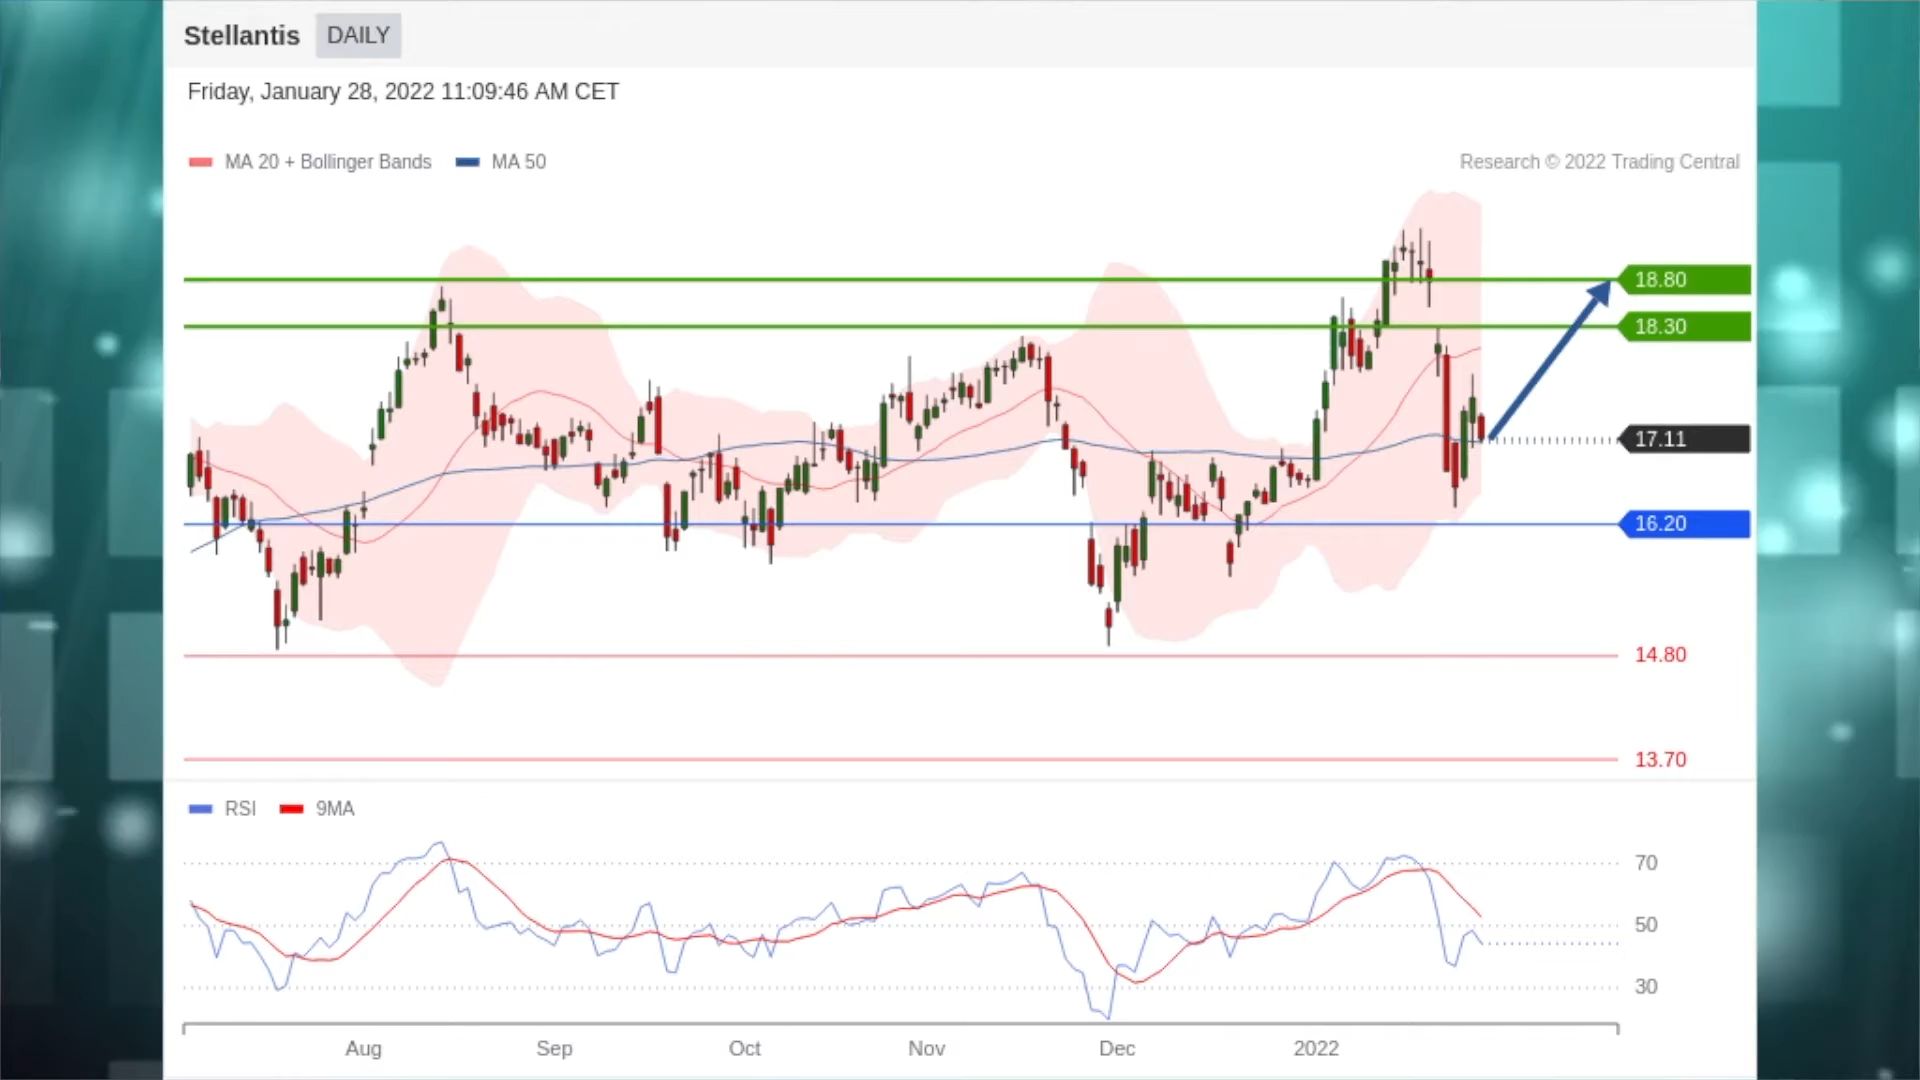 Stellantis DAILY
Friday, January 28, 2022 11:09:46 AM CET
MA 20 + Bollinger Bands MA 50
Research © 2022 Trading Central
18.80
18.30
17.11
16.20
14.80
13.70
RSI 9MA
70
50
30
Aug Sep Oct Nov Dec 2022